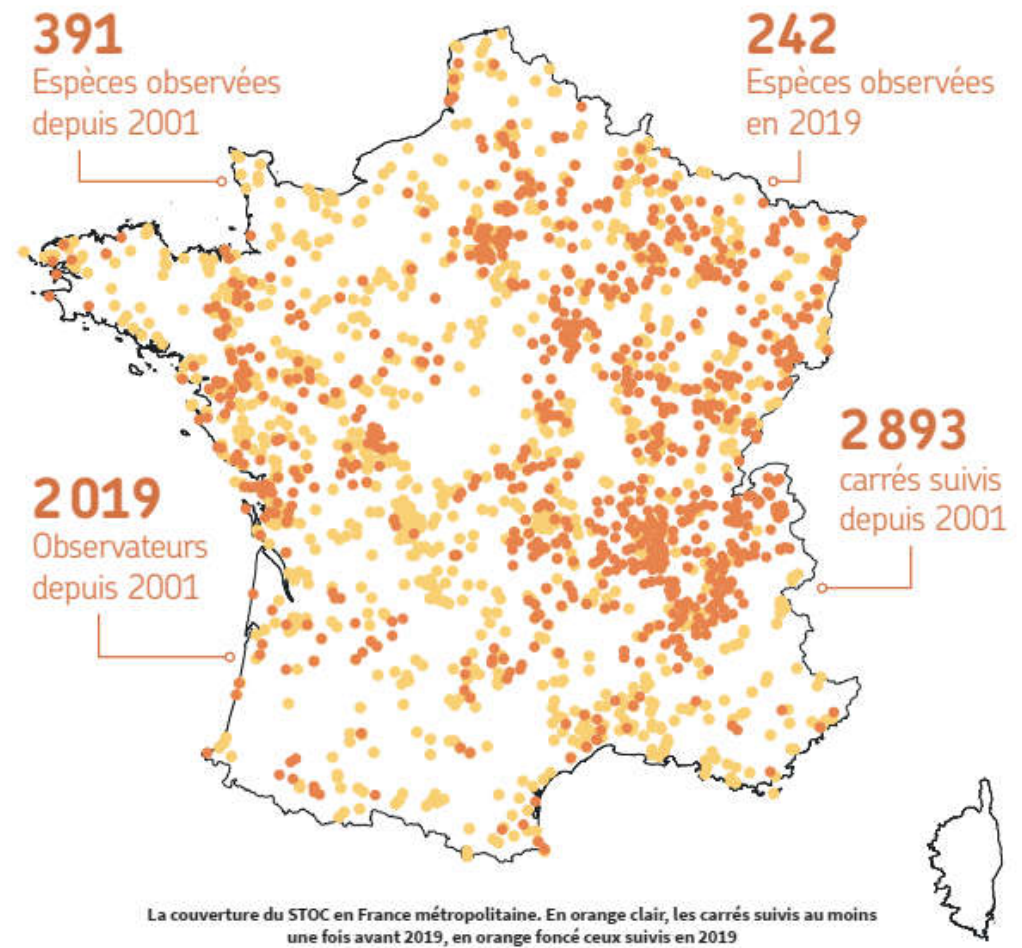 391
Espèces observées
depuis 2001
242
Espèces observées
en 2019
2 893
carrés suivis
depuis 2001
2 019
Observateurs
depuis 2001
La couverture du STOC en France métropolitaine. En orange clair, les carrés suivis au moins
une fois avant 2019, en orange foncé ceux suivis en 2019